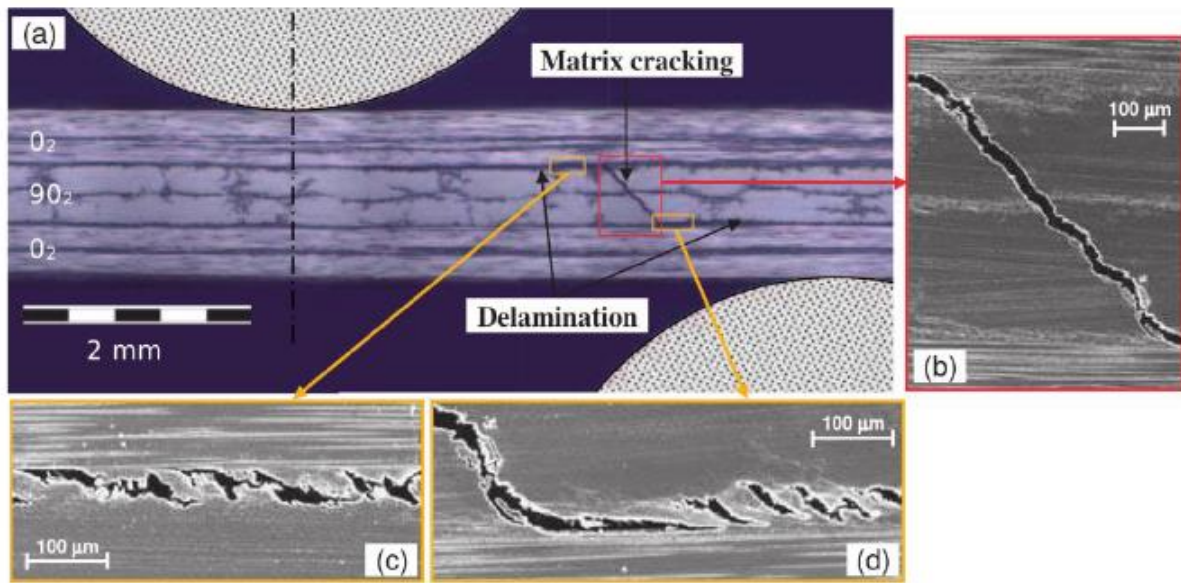 (a)
Matrix cracking
0₂
90₂
0₂
Delamination
2 mm
100 µm
(b)
100 µm
(c)
100 µm
(d)